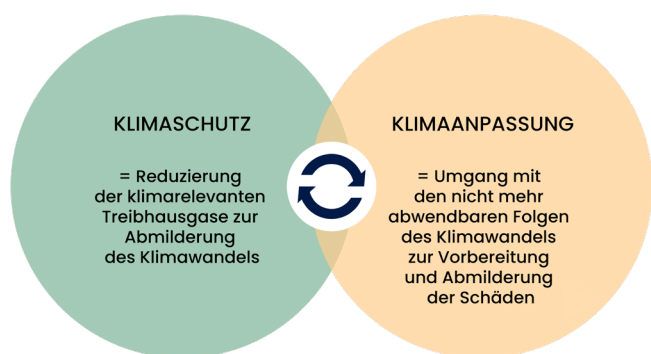 KLIMASCHUTZ
= Reduzierung
der klimarelevanten
Treibhausgase zur
Abmilderung
des Klimawandels
KLIMAANPASSUNG
= Umgang mit
den nicht mehr
abwendbaren Folgen
des Klimawandels
zur Vorbereitung
und Abmilderung
der Schäden